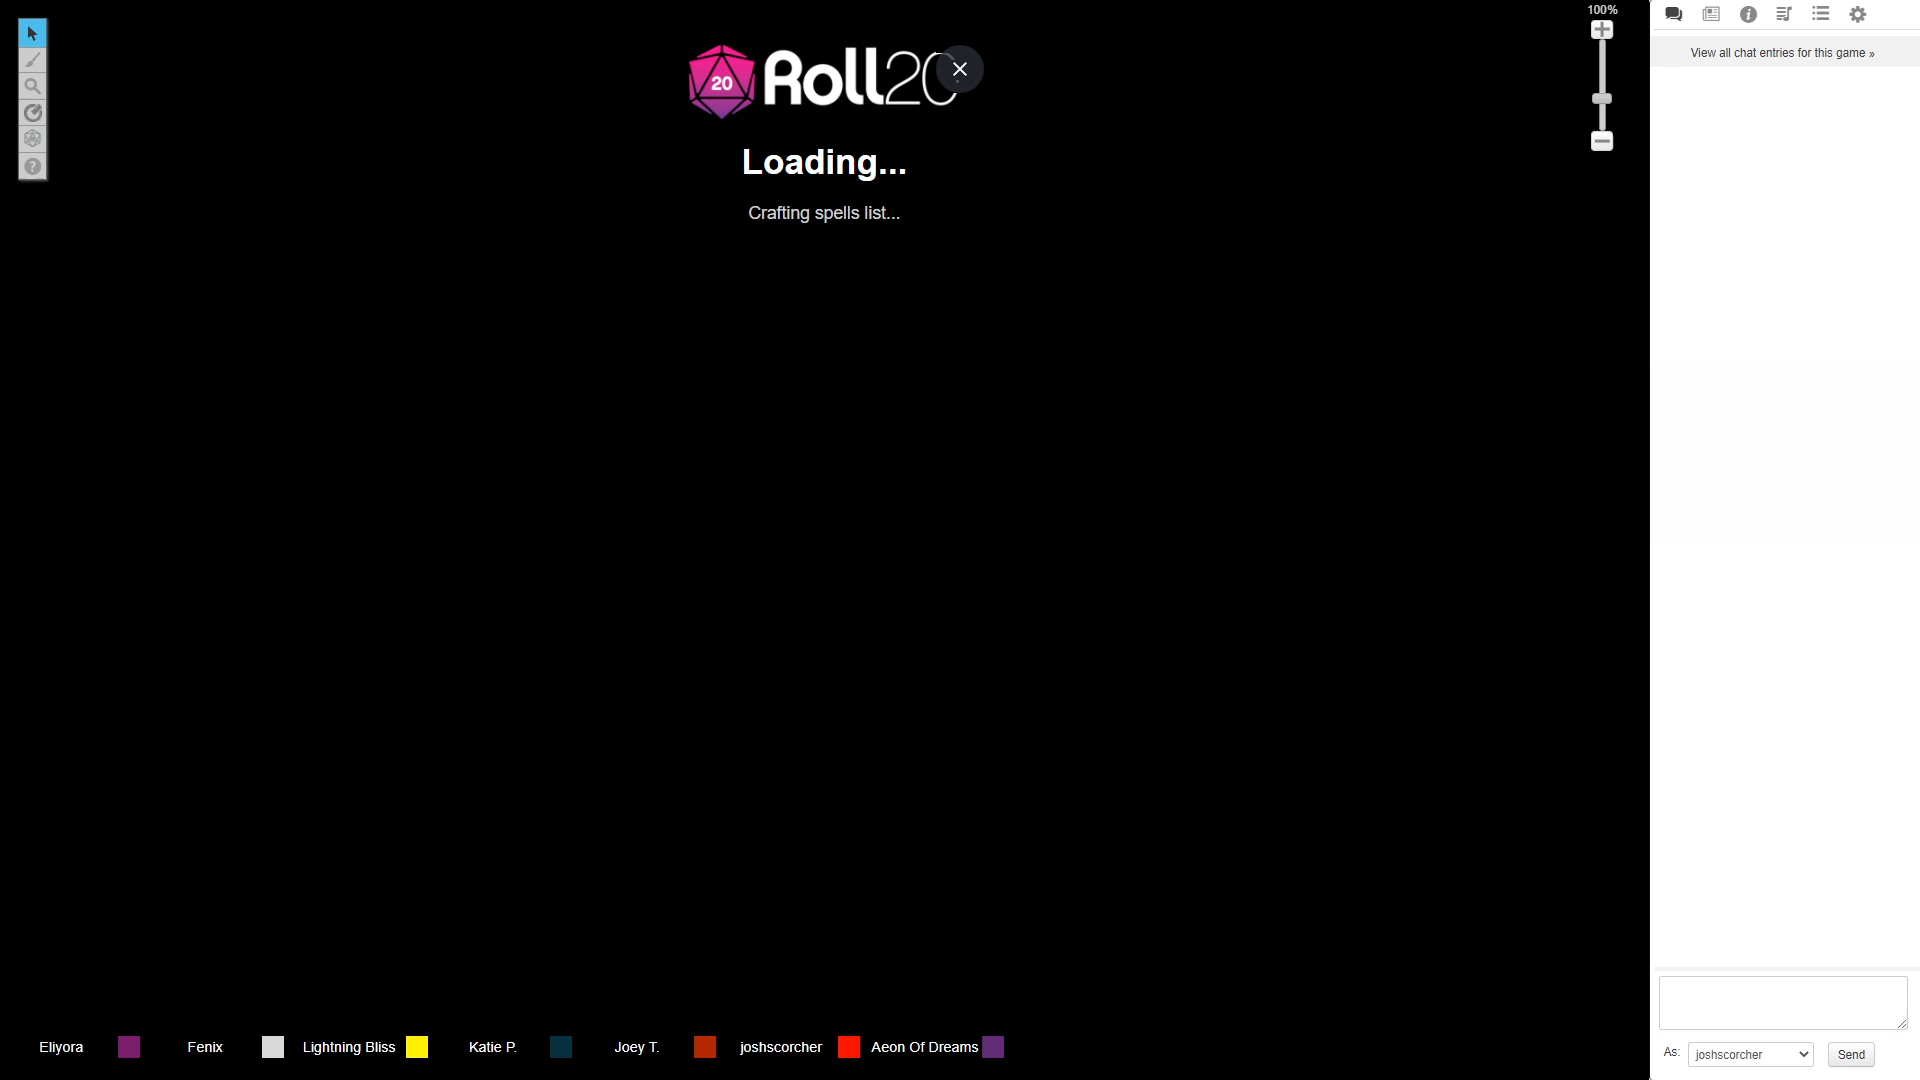 100%
View all chat entries for this game »
20 Roll20
Loading...
Crafting spells list...
Eliyora
Fenix
Lightning Bliss
Katie P.
Joey T.
joshscorcher
Aeon Of Dreams
As: joshscorcher
Send